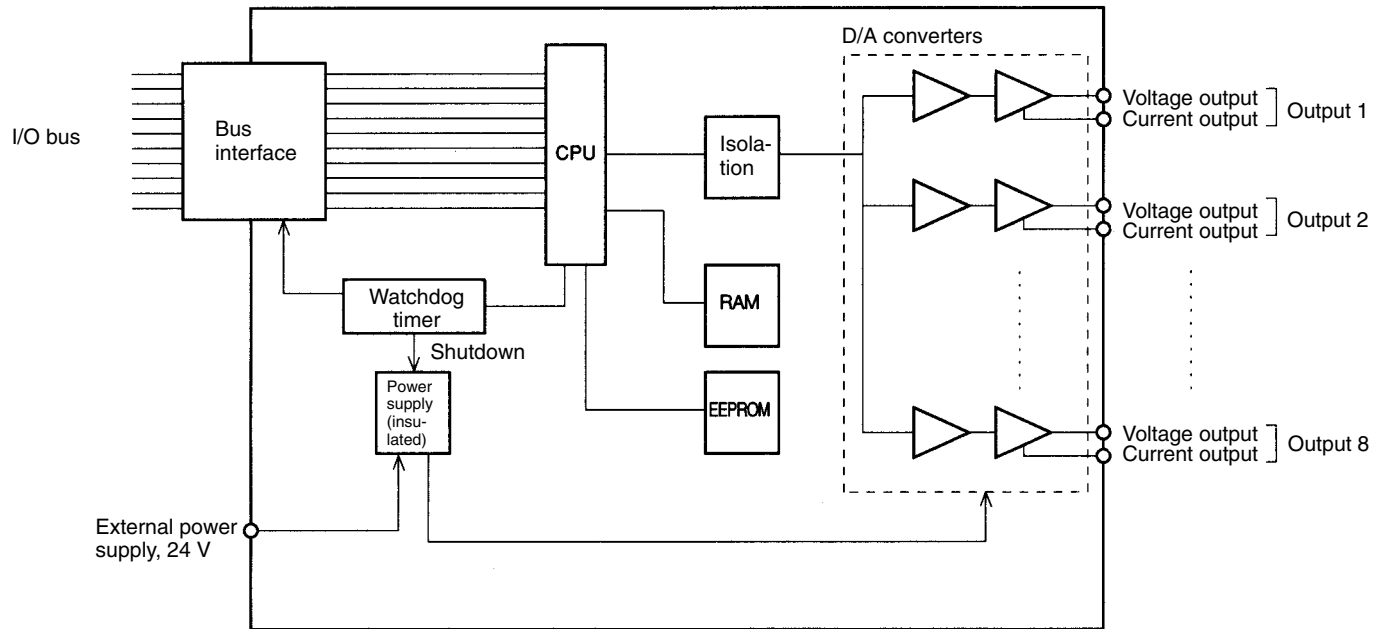 D/A converters
I/O bus
Bus
interface
CPU
Isola-
tion
Voltage output
Current output
Output 1
Voltage output
Current output
Output 2
Watchdog
timer
RAM
Shutdown
Power
supply
(insu-
lated)
EEPROM
Voltage output
Current output
Output 8
External power
supply, 24 V